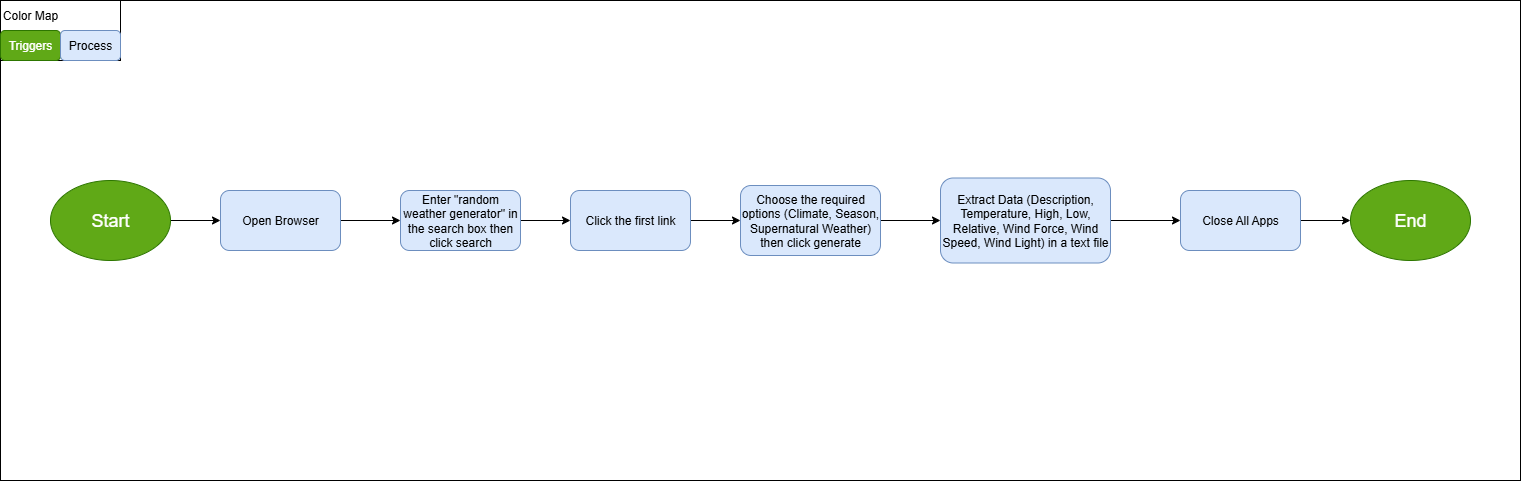 Color Map
Triggers
Process
Start
Open Browser
Enter "random
weather generator" in
the search box then
click search
Click the first link
Choose the required
options (Climate, Season,
Supernatural Weather)
then click generate
Extract Data (Description,
Temperature, High, Low,
Relative, Wind Force, Wind
Speed, Wind Light) in a text file
Close All Apps
End